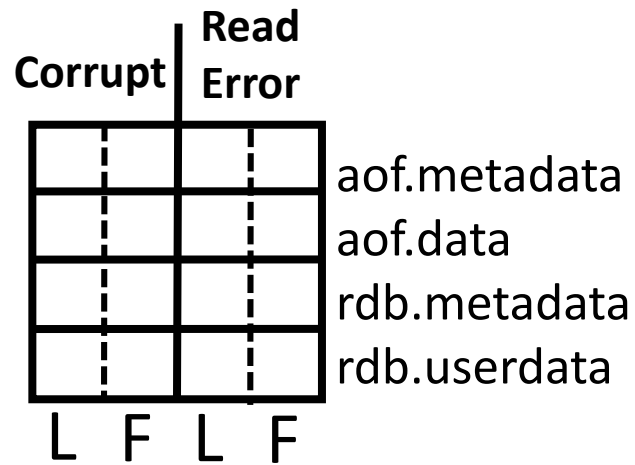 Corrupt
Read
Error
aof.metadata
aof.data
rdb.metadata
rdb.userdata
L F L F